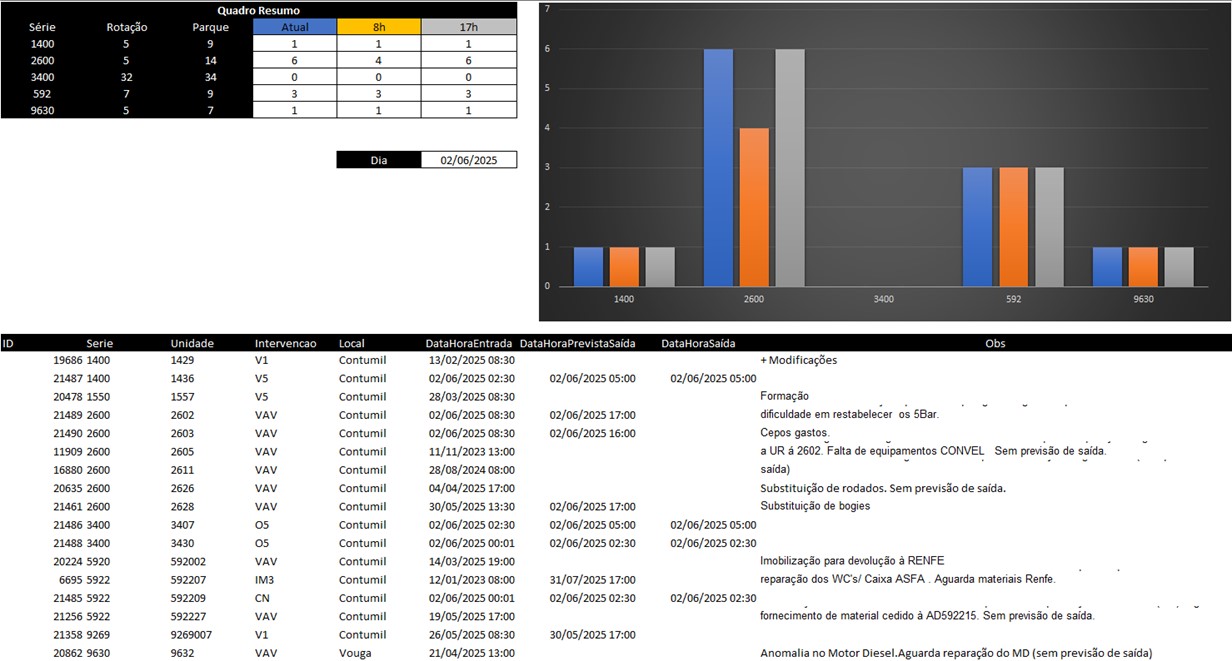 Quadro Resumo
Série Rotação Parque Atual 8h 17h
1400 5 9 1 1 1
2600 5 14 6 4 6
3400 32 34 0 0 0
592 7 9 3 3 3
9630 5 7 1 1 1
Dia 02/06/2025
7
6
5
4
3
2
1
0
1400 2600 3400 592 9630
ID Serie Unidade Intervencao Local DataHoraEntrada DataHoraPrevistaSaída DataHoraSaída Obs
19686 1400 1429 V1 Contumil 13/02/2025 08:30 + Modificações
21487 1400 1436 V5 Contumil 02/06/2025 02:30 02/06/2025 05:00 02/06/2025 05:00
20478 1550 1557 V5 Contumil 28/03/2025 08:30 Formação
21489 2600 2602 VAV Contumil 02/06/2025 08:30 02/06/2025 17:00 dificuldade em restabelecer os 5Bar.
21490 2600 2603 VAV Contumil 02/06/2025 08:30 02/06/2025 16:00 Cepos gastos.
11909 2600 2605 VAV Contumil 11/11/2023 13:00 a UR á 2602. Falta de equipamentos CONVEL Sem previsão de saída.
16880 2600 2611 VAV Contumil 28/08/2024 08:00 saída)
20635 2600 2626 VAV Contumil 04/04/2025 17:00 Substituição de rodados. Sem previsão de saída.
21461 2600 2628 VAV Contumil 30/05/2025 13:30 02/06/2025 17:00 Substituição de bogies
21486 3400 3407 O5 Contumil 02/06/2025 02:30 02/06/2025 05:00 02/06/2025 05:00
21488 3400 3430 O5 Contumil 02/06/2025 00:01 02/06/2025 02:30 02/06/2025 02:30
20224 5920 592002 VAV Contumil 14/03/2025 19:00 Imobilização para devolução à RENFE
6695 5922 592207 IM3 Contumil 12/01/2023 08:00 31/07/2025 17:00 reparação dos WC's/ Caixa ASFA . Aguarda materiais Renfe.
21485 5922 592209 CN Contumil 02/06/2025 00:01 02/06/2025 02:30 02/06/2025 02:30
21256 5922 592227 VAV Contumil 19/05/2025 17:00 fornecimento de material cedido à AD592215. Sem previsão de saída.
21358 9269 9269007 V1 Contumil 26/05/2025 08:30 30/05/2025 17:00
20862 9630 9632 VAV Vouga 21/04/2025 13:00 Anomalia no Motor Diesel.Aguarda reparação do MD (sem previsão de saída)